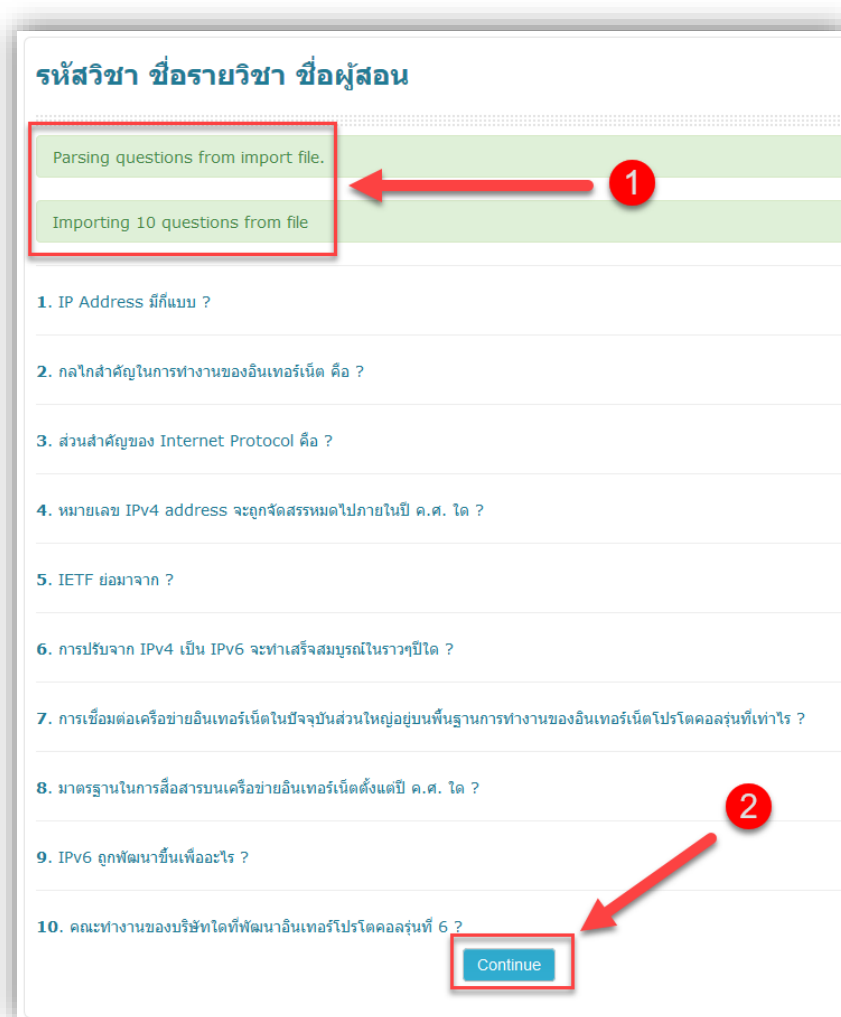 รหัสวิชา ชื่อรายวิชา ชื่อผู้สอน
Parsing questions from import file.
1
Importing 10 questions from file
1. IP Address มีกี่แบบ ?
2. กลไกสำคัญในการทำงานของอินเทอร์เน็ต คือ ?
3. ส่วนสำคัญของ Internet Protocol คือ ?
4. หมายเลข IPv4 address จะถูกจัดสรรหมดไปภายในปี ค.ศ. ใด ?
5. IETF ย่อมาจาก ?
6. การปรับจาก IPv4 เป็น IPv6 จะทำเสร็จสมบูรณ์ในราวๆปีใด ?
7. การเชื่อมต่อเครือข่ายอินเทอร์เน็ตในปัจจุบันส่วนใหญ่อยู่บนพื้นฐานการทำงานของอินเทอร์เน็ตโปรโตคอลรุ่นที่เท่าไร ?
8. มาตรฐานในการสื่อสารบนเครือข่ายอินเทอร์เน็ตตั้งแต่ปี ค.ศ. ใด ?
2
9. IPv6 ถูกพัฒนาขึ้นเพื่ออะไร ?
10. คณะทำงานของบริษัทใดที่พัฒนาอินเทอร์โปรโตคอลรุ่นที่ 6 ?
Continue